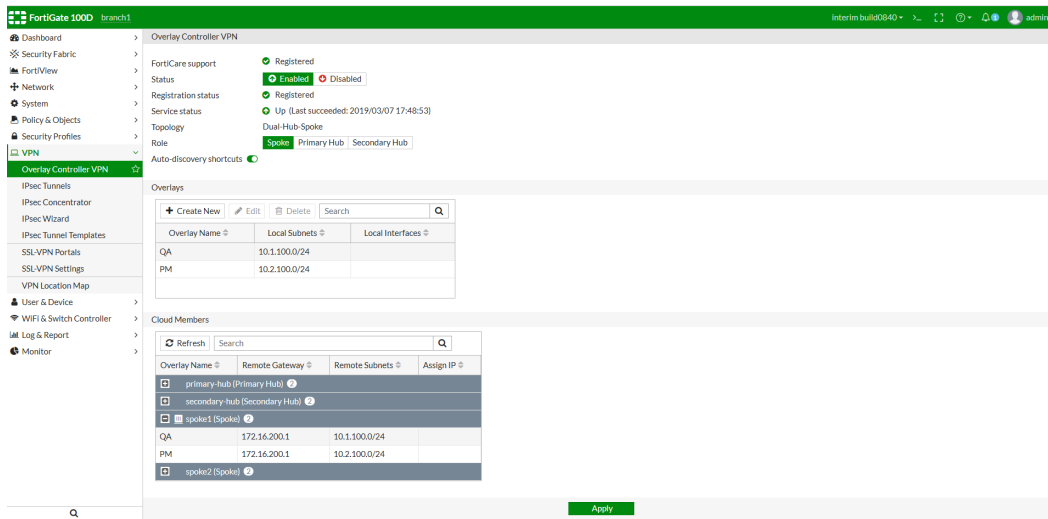 FortiGate 100D branch1
Interim build0840 >_ admin
Dashboard
Security Fabric
FortiView
Network
System
Policy & Objects
Security Profiles
VPN
Overlay Controller VPN
IPsec Tunnels
IPsec Concentrator
IPsec Wizard
IPsec Tunnel Templates
SSL-VPN Portals
SSL-VPN Settings
VPN Location Map
User & Device
WiFi & Switch Controller
Log & Report
Monitor
Overlay Controller VPN
FortiCare support Registered
Status Enabled Disabled
Registration status Registered
Service status Up (Last succeeded: 2019/03/07 17:48:53)
Topology Dual-Hub-Spoke
Role Spoke Primary Hub Secondary Hub
Auto-discovery shortcuts
Overlays
Create New Edit Delete Search
Overlay Name Local Subnets Local Interfaces
QA 10.1.100.0/24
PM 10.2.100.0/24
Cloud Members
Refresh Search
Overlay Name Remote Gateway Remote Subnets Assign IP
primary-hub (Primary Hub) 2
secondary-hub (Secondary Hub) 2
spoke1 (Spoke) 2
QA 172.16.200.1 10.1.100.0/24
PM 172.16.200.1 10.2.100.0/24
spoke2 (Spoke) 2
Apply